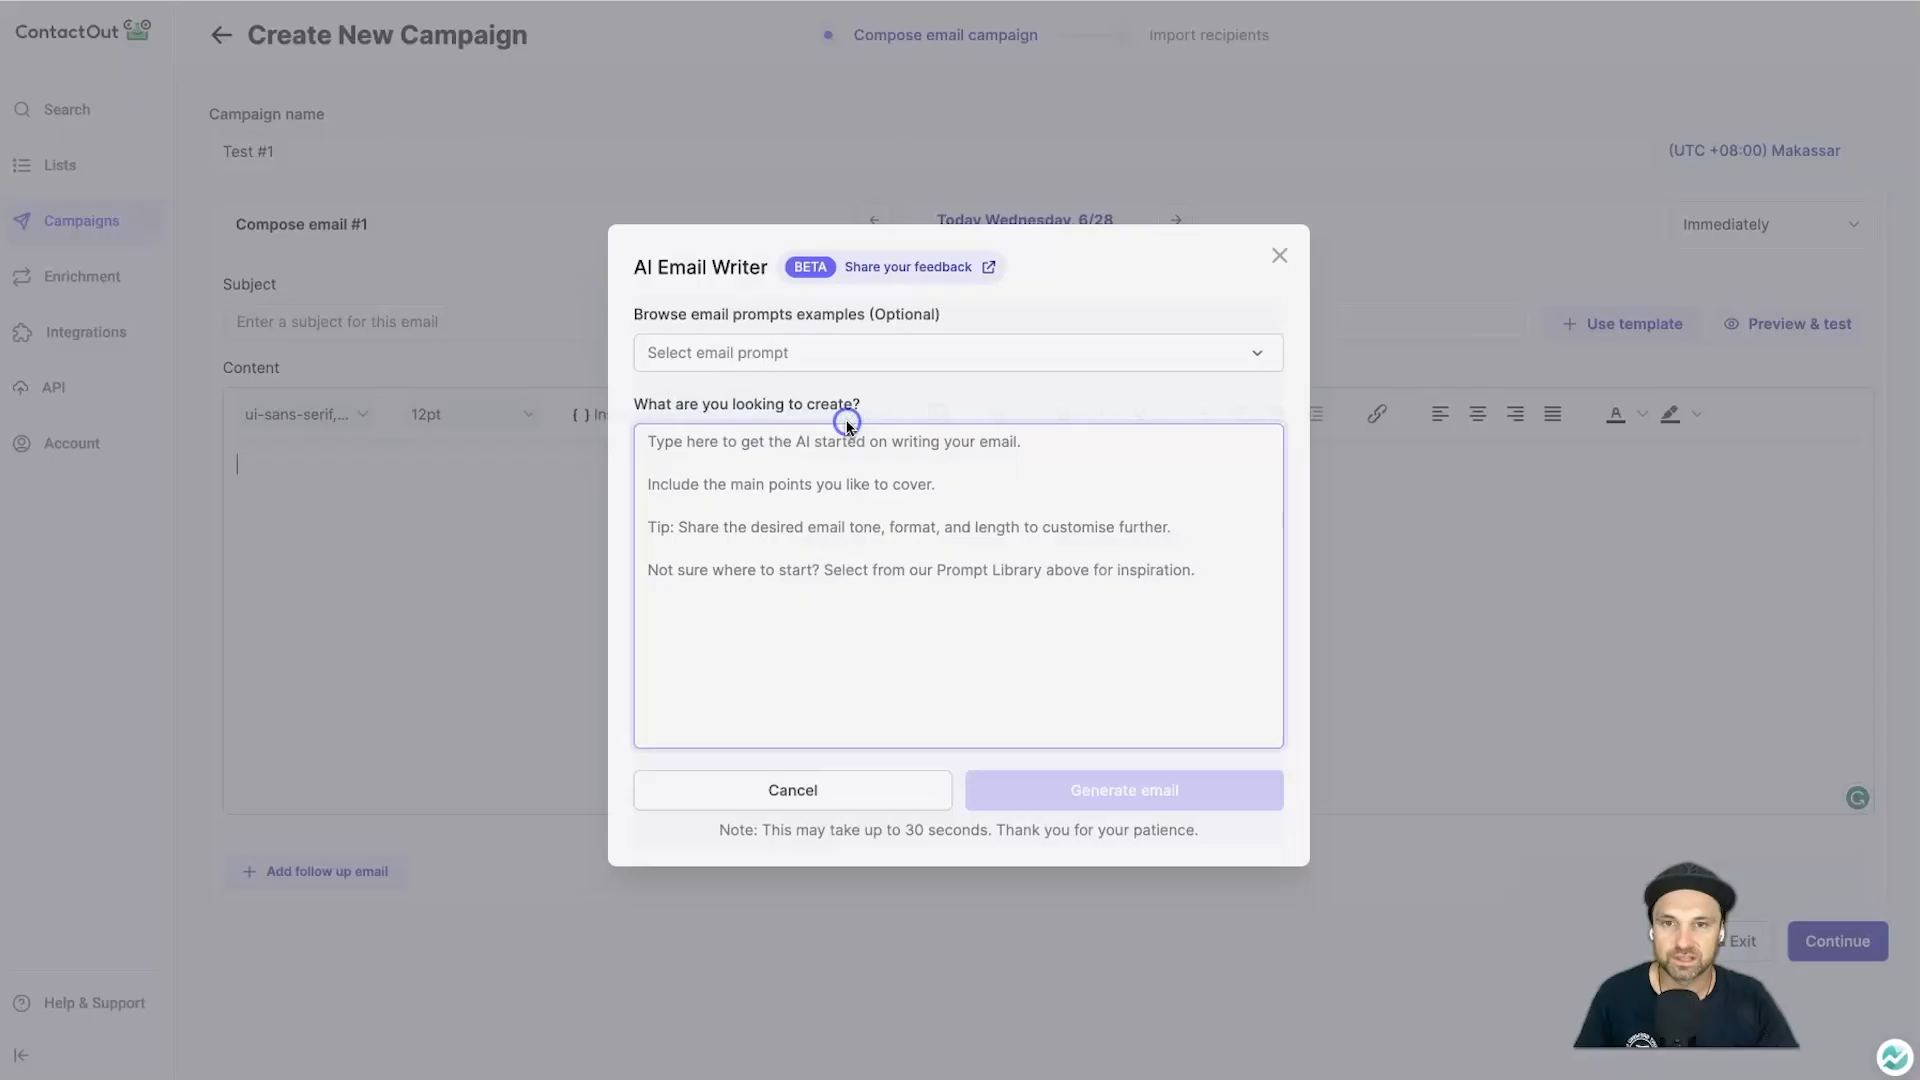 ContactOut
Create New Campaign
Compose email campaign
Import recipients
Search
Lists
Campaigns
Enrichment
Integrations
API
Account
Help & Support
Campaign name
Test #1
(UTC +08:00) Makassar
Compose email #1
Today Wednesday, 6/28
Immediately
Subject
Enter a subject for this email
Use template
Preview & test
Content
ui-sans-serif,...
12pt
{ } In
AI Email Writer
BETA
Share your feedback
Browse email prompts examples (Optional)
Select email prompt
What are you looking to create?
Type here to get the AI started on writing your email.
Include the main points you like to cover.
Tip: Share the desired email tone, format, and length to customise further.
Not sure where to start? Select from our Prompt Library above for inspiration.
Cancel
Generate email
Note: This may take up to 30 seconds. Thank you for your patience.
Add follow up email
Exit
Continue